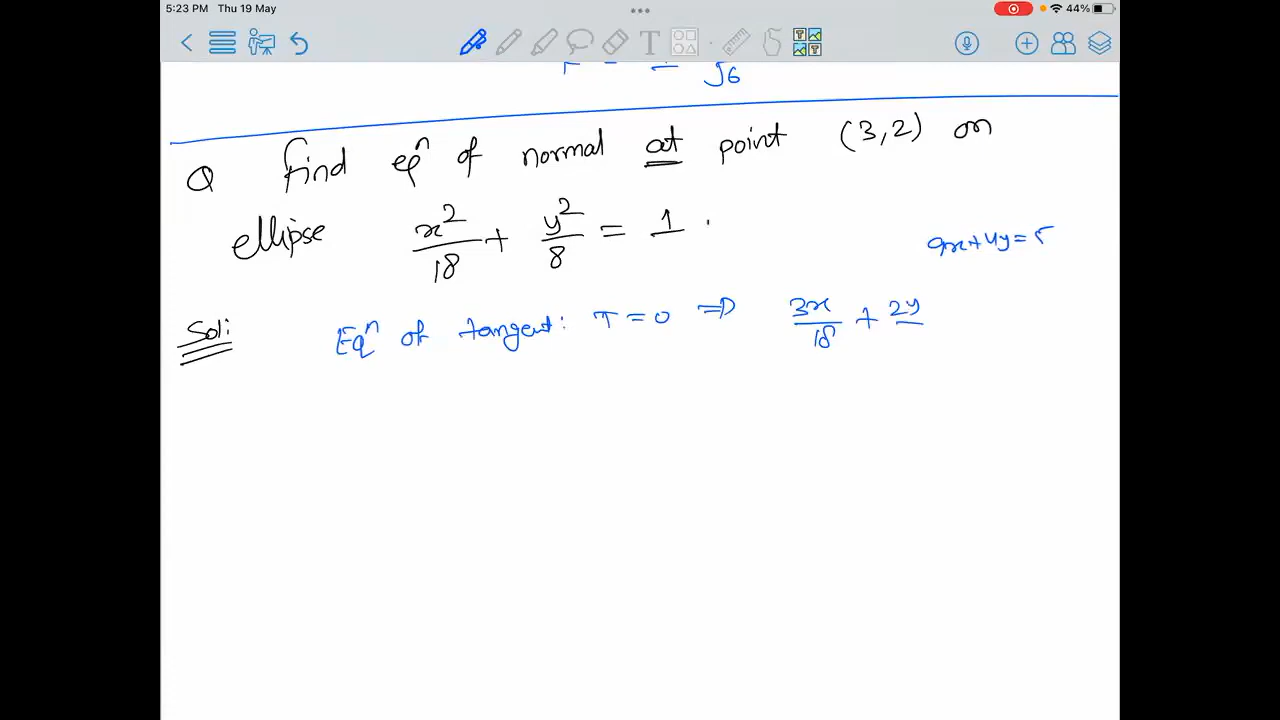 5:23 PM Thu 19 May
44%
√6
Q Find eqⁿ of normal at point (3,2) on
ellipse x²/18 + y²/8 = 1 .
9x+4y=5
Sol: Eqⁿ of tangent: T=0 ⇒ 3x/18 + 2y